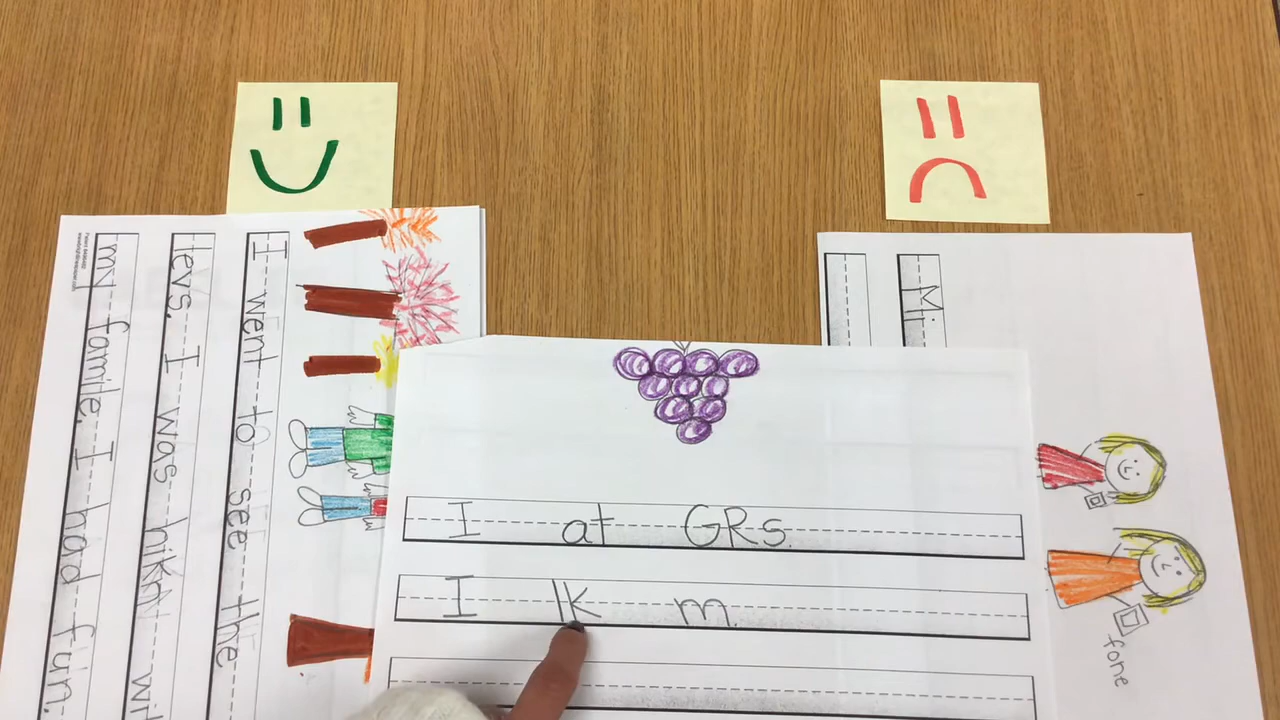 I went to see the
levs. I was hikn
my famile. I had fun.
I at GRs.
I lk m.
Mi
fone